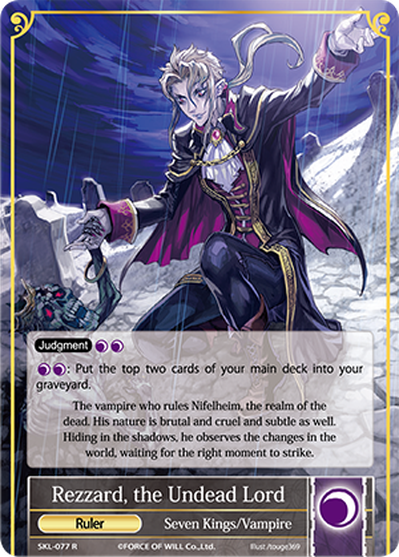 Judgment
: Put the top two cards of your main deck into your
graveyard.
The vampire who rules Nifelheim, the realm of the
dead. His nature is brutal and cruel and subtle as well.
Hiding in the shadows, he observes the changes in the
world, waiting for the right moment to strike.
Rezzard, the Undead Lord
Ruler Seven Kings/Vampire
SKL-077 R ©FORCE OF WILL Co.,Ltd. Illust./touge369